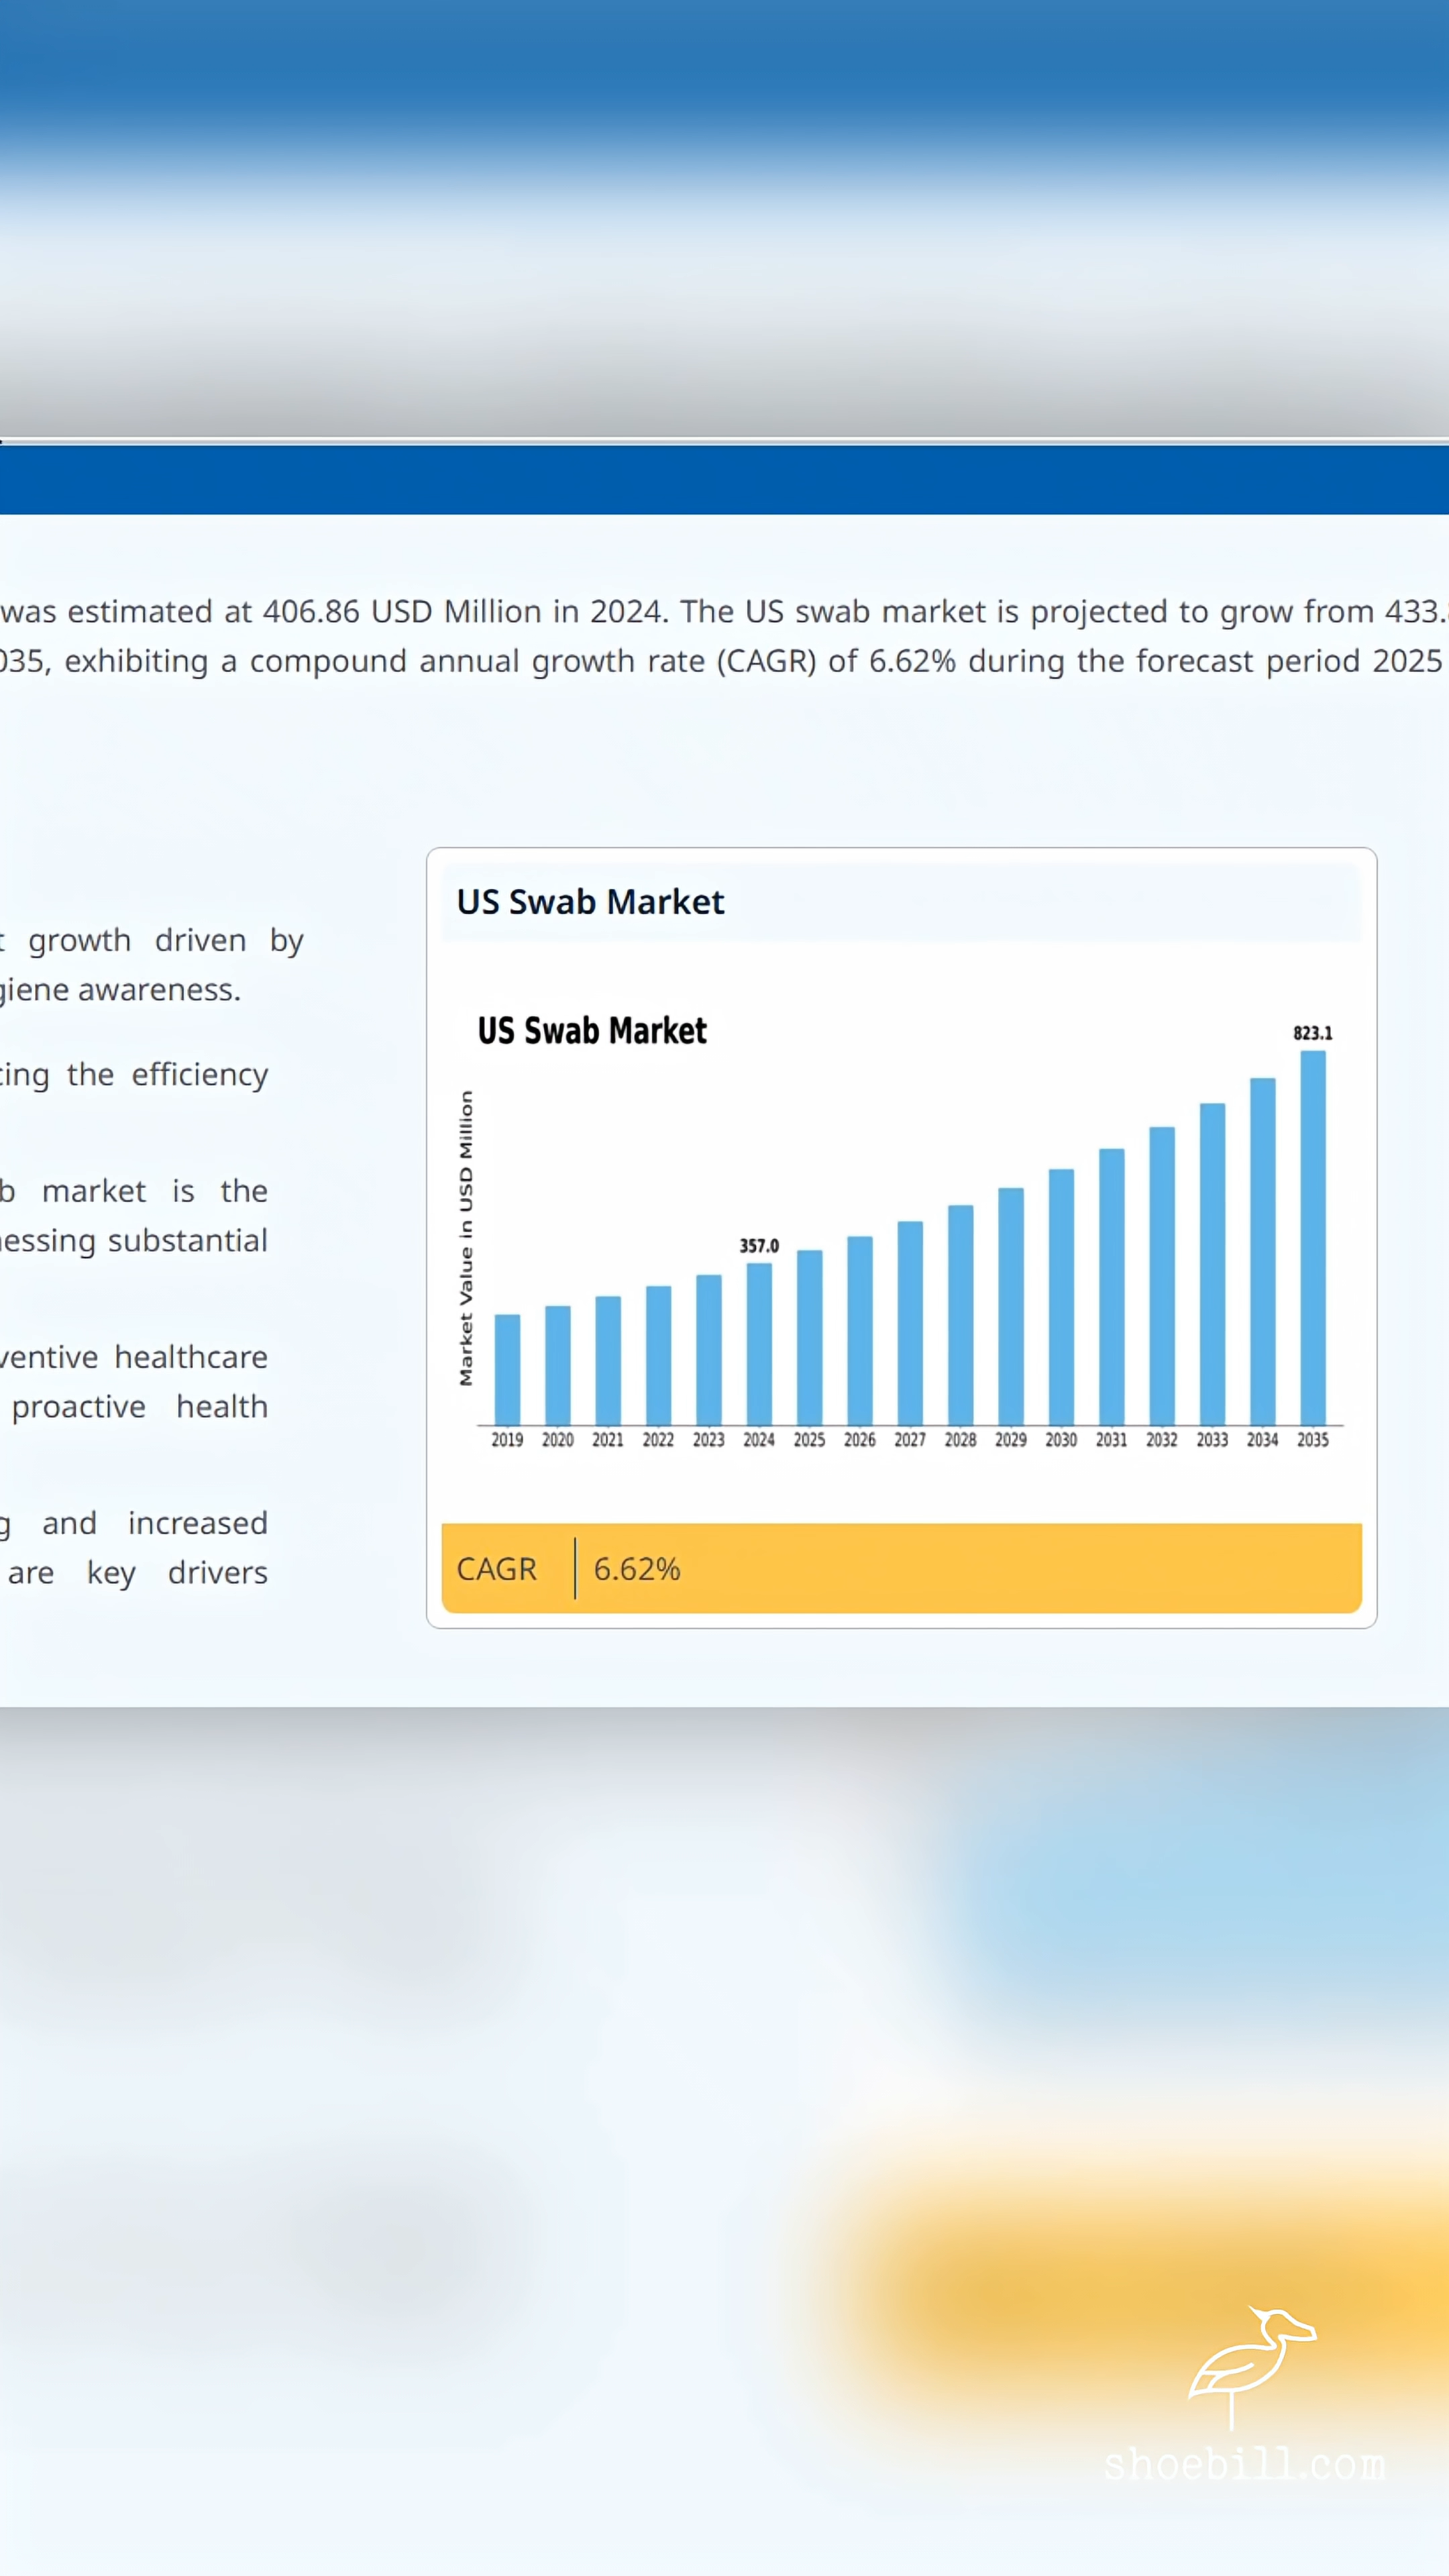 was estimated at 406.86 USD Million in 2024. The US swab market is projected to grow from 433.
035, exhibiting a compound annual growth rate (CAGR) of 6.62% during the forecast period 2025
t growth driven by
giene awareness.
cing the efficiency
b market is the
nessing substantial
ventive healthcare
proactive health
g and increased
are key drivers
US Swab Market
US Swab Market
Market Value in USD Million
823.1
357.0
2019 2020 2021 2022 2023 2024 2025 2026 2027 2028 2029 2030 2031 2032 2033 2034 2035
CAGR 6.62%
shoebill.com